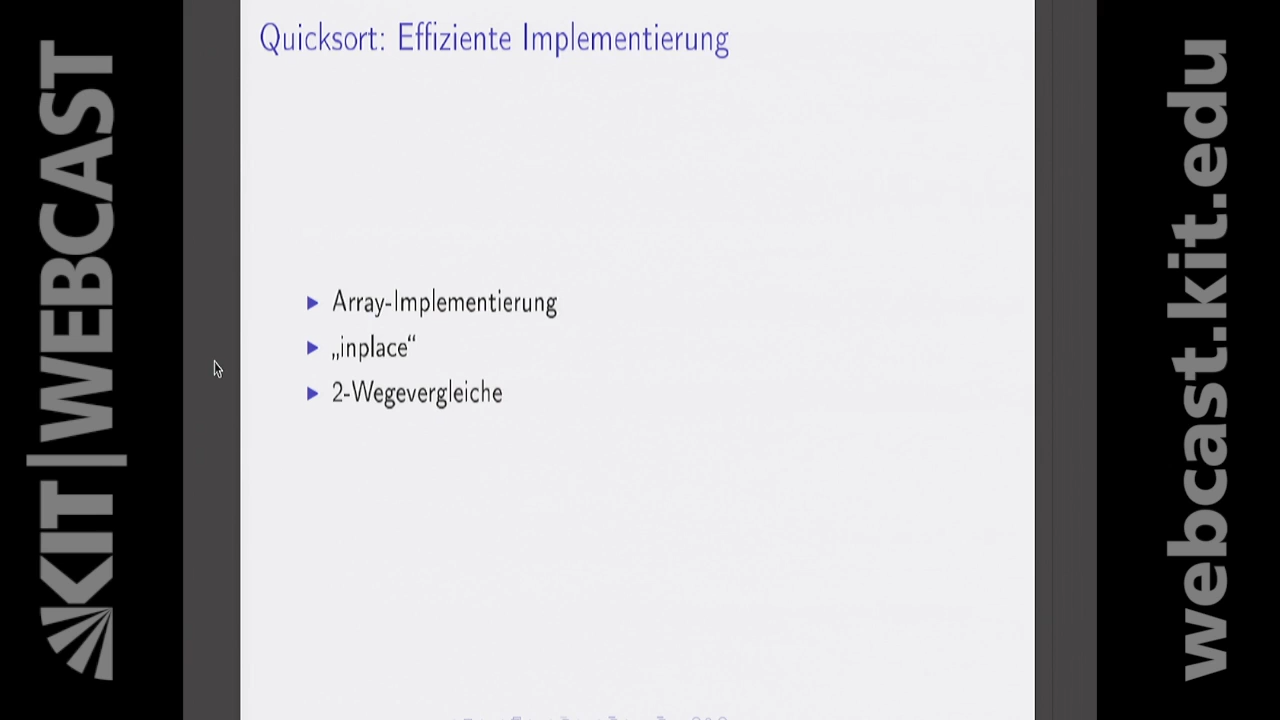 Quicksort: Effiziente Implementierung
▶ Array-Implementierung
▶ „inplace“
▶ 2-Wegevergleiche
KIT|WEBCAST
webcast.kit.edu